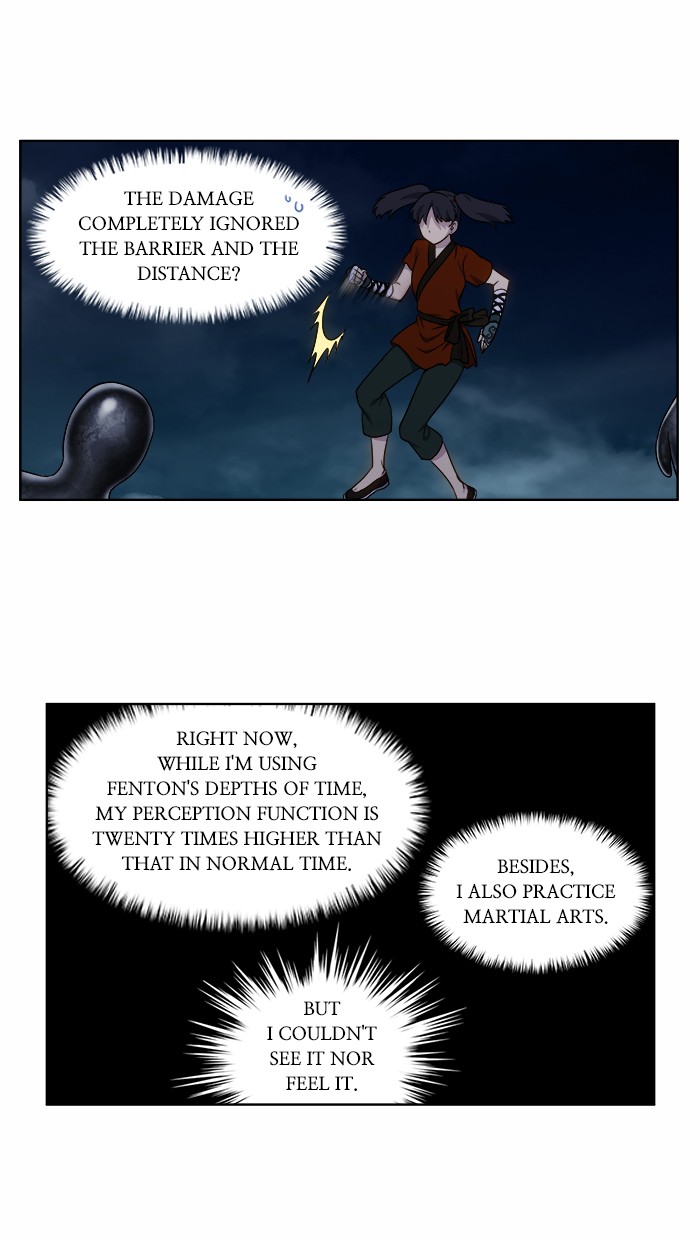 THE DAMAGE
COMPLETELY IGNORED
THE BARRIER AND THE
DISTANCE?
RIGHT NOW,
WHILE I'M USING
FENTON'S DEPTHS OF TIME,
MY PERCEPTION FUNCTION IS
TWENTY TIMES HIGHER THAN
THAT IN NORMAL TIME.
BESIDES,
I ALSO PRACTICE
MARTIAL ARTS.
BUT
I COULDN'T
SEE IT NOR
FEEL IT.